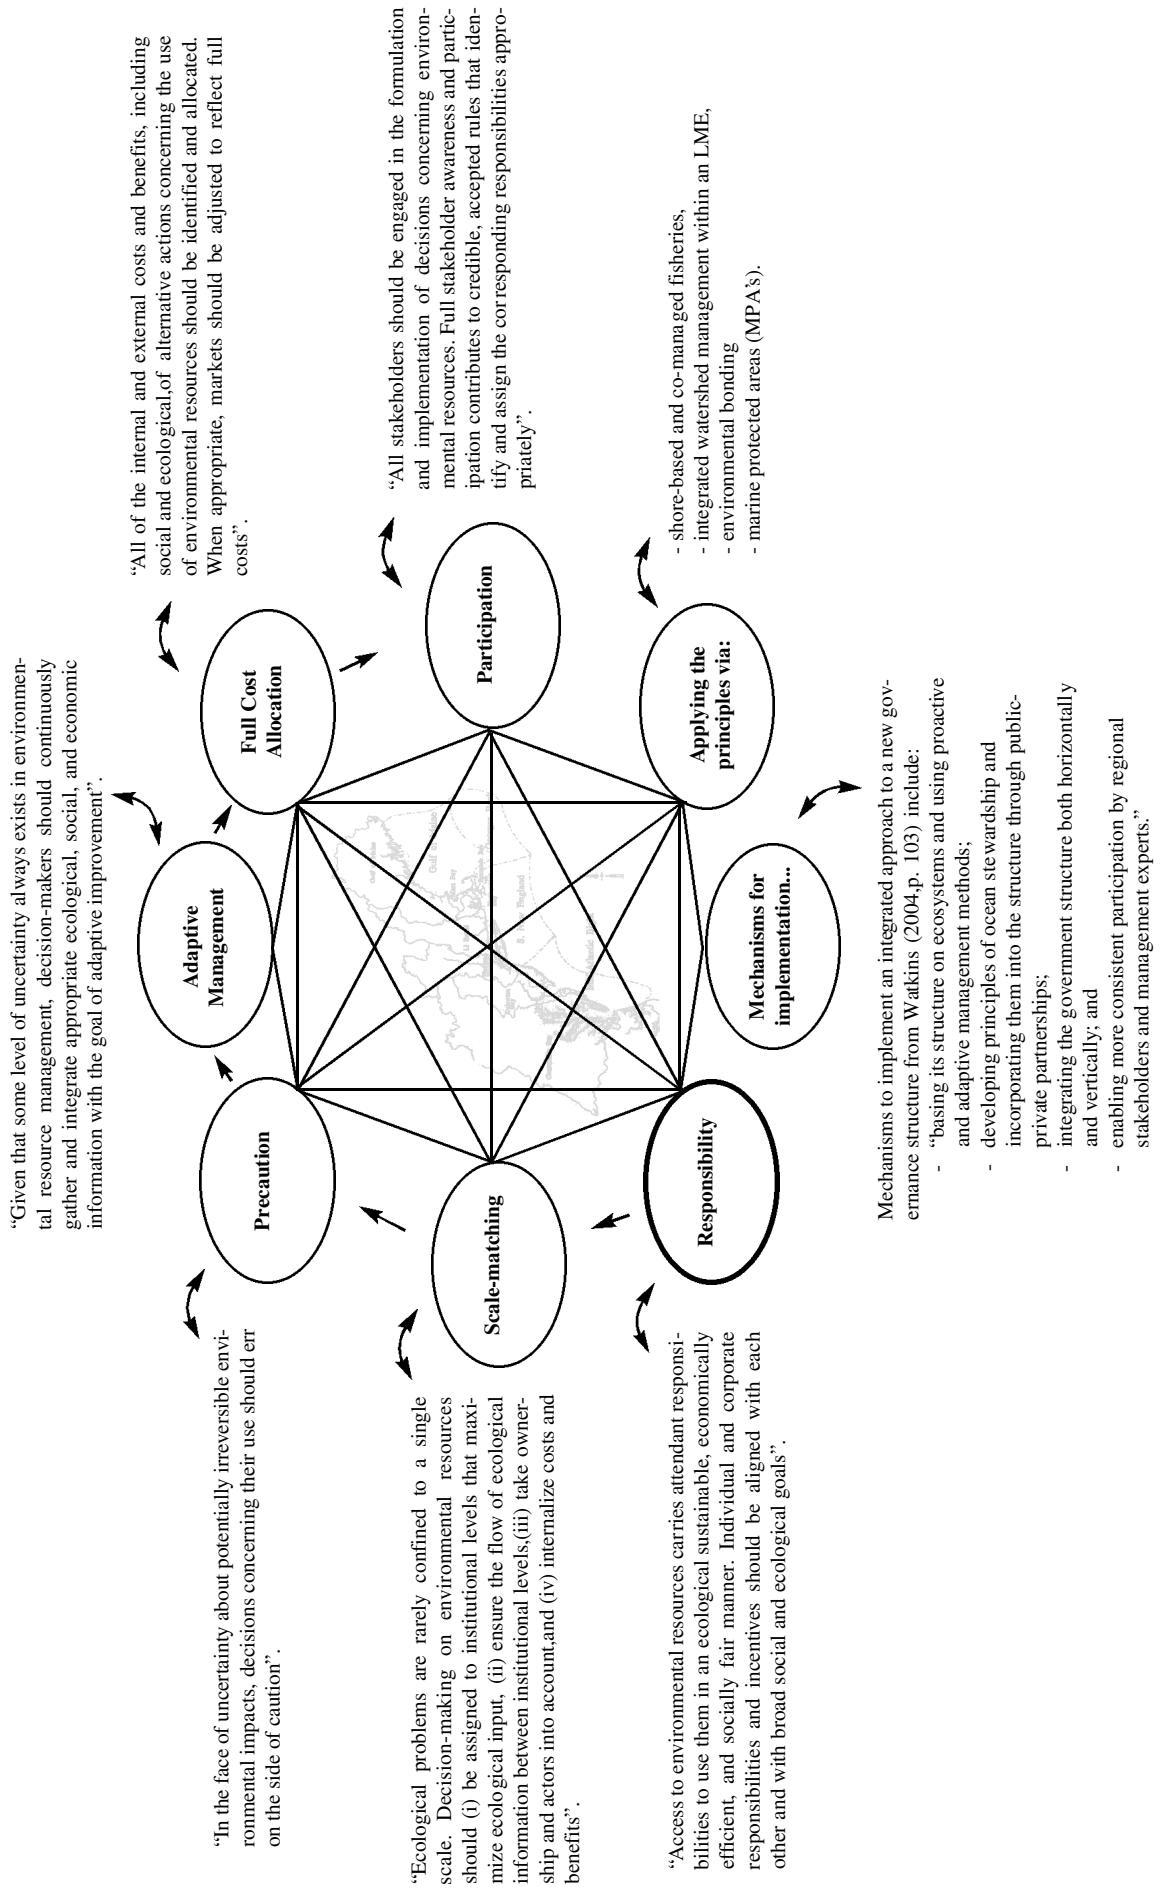 “Given that some level of uncertainty always exists in environmen-
tal resource management, decision-makers should continuously
gather and integrate appropriate ecological, social, and economic
information with the goal of adaptive improvement”.
“In the face of uncertainty about potentially irreversible envi-
ronmental impacts, decisions concerning their use should err
on the side of caution”.
“All of the internal and external costs and benefits, including
social and ecological,of alternative actions concerning the use
of environmental resources should be identified and allocated.
When appropriate, markets should be adjusted to reflect full
costs”.
Adaptive
Management
Precaution
Full Cost
Allocation
“Ecological problems are rarely confined to a single
scale. Decision-making on environmental resources
should (i) be assigned to institutional levels that maxi-
mize ecological input, (ii) ensure the flow of ecological
information between institutional levels,(iii) take owner-
ship and actors into account,and (iv) internalize costs and
benefits”.
Scale-matching
Participation
“All stakeholders should be engaged in the formulation
and implementation of decisions concerning environ-
mental resources. Full stakeholder awareness and partic-
ipation contributes to credible, accepted rules that iden-
tify and assign the corresponding responsibilities appro-
priately”.
“Access to environmental resources carries attendant responsi-
bilities to use them in an ecological sustainable, economically
efficient, and socially fair manner. Individual and corporate
responsibilities and incentives should be aligned with each
other and with broad social and ecological goals”.
Responsibility
Mechanisms for
implementation...
Applying the
principles via:
- shore-based and co-managed fisheries,
- integrated watershed management within an LME,
- environmental bonding
- marine protected areas (MPA's).
Mechanisms to implement an integrated approach to a new gov-
ernance structure from Watkins (2004,p. 103) include:
- “basing its structure on ecosystems and using proactive
and adaptive management methods;
- developing principles of ocean stewardship and
incorporating them into the structure through public-
private partnerships;
- integrating the government structure both horizontally
and vertically; and
- enabling more consistent participation by regional
stakeholders and management experts.”